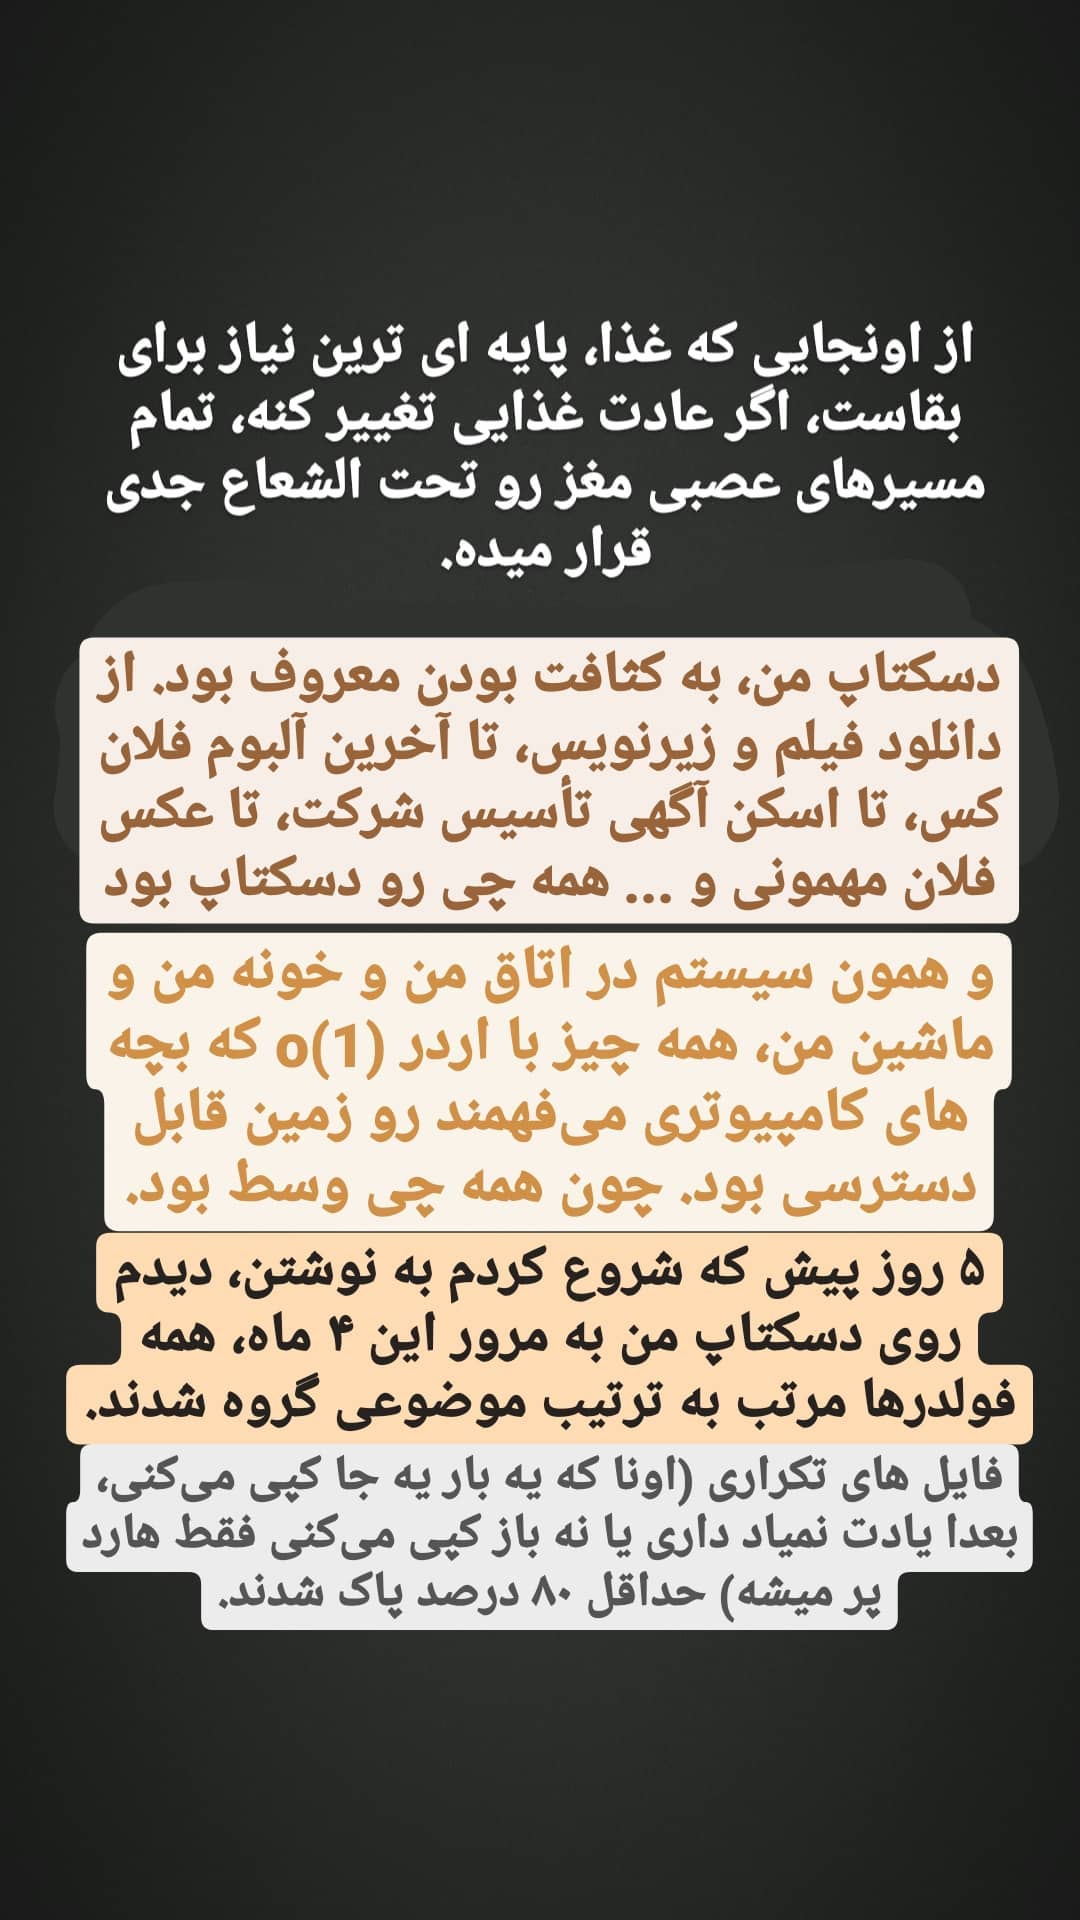 از اونجایی که غذا، پایه ای ترین نیاز برای
بقاست، اگر عادت غذایی تغییر کنه، تمام
مسیرهای عصبی مغز رو تحت الشعاع جدی
قرار میده.
دسکتاپ من، به کثافت بودن معروف بود. از
دانلود فیلم و زیرنویس، تا آخرین آلبوم فلان
کس، تا اسکن آگهی تأسیس شرکت، تا عکس
فلان مهمونی و ... همه چی رو دسکتاپ بود
و همون سیستم در اتاق من و خونه من و
ماشین من، همه چیز با اردر o(1) که بچه
های کامپیوتری می‌فهمند رو زمین قابل
دسترسی بود. چون همه چی وسط بود.
۵ روز پیش که شروع کردم به نوشتن، دیدم
روی دسکتاپ من به مرور این ۴ ماه، همه
فولدرها مرتب به ترتیب موضوعی گروه شدند.
فایل های تکراری (اونا که یه بار یه جا کپی می‌کنی،
بعدا یادت نمیاد داری یا نه باز کپی می‌کنی فقط هارد
پر میشه) حداقل ۸۰ درصد پاک شدند.